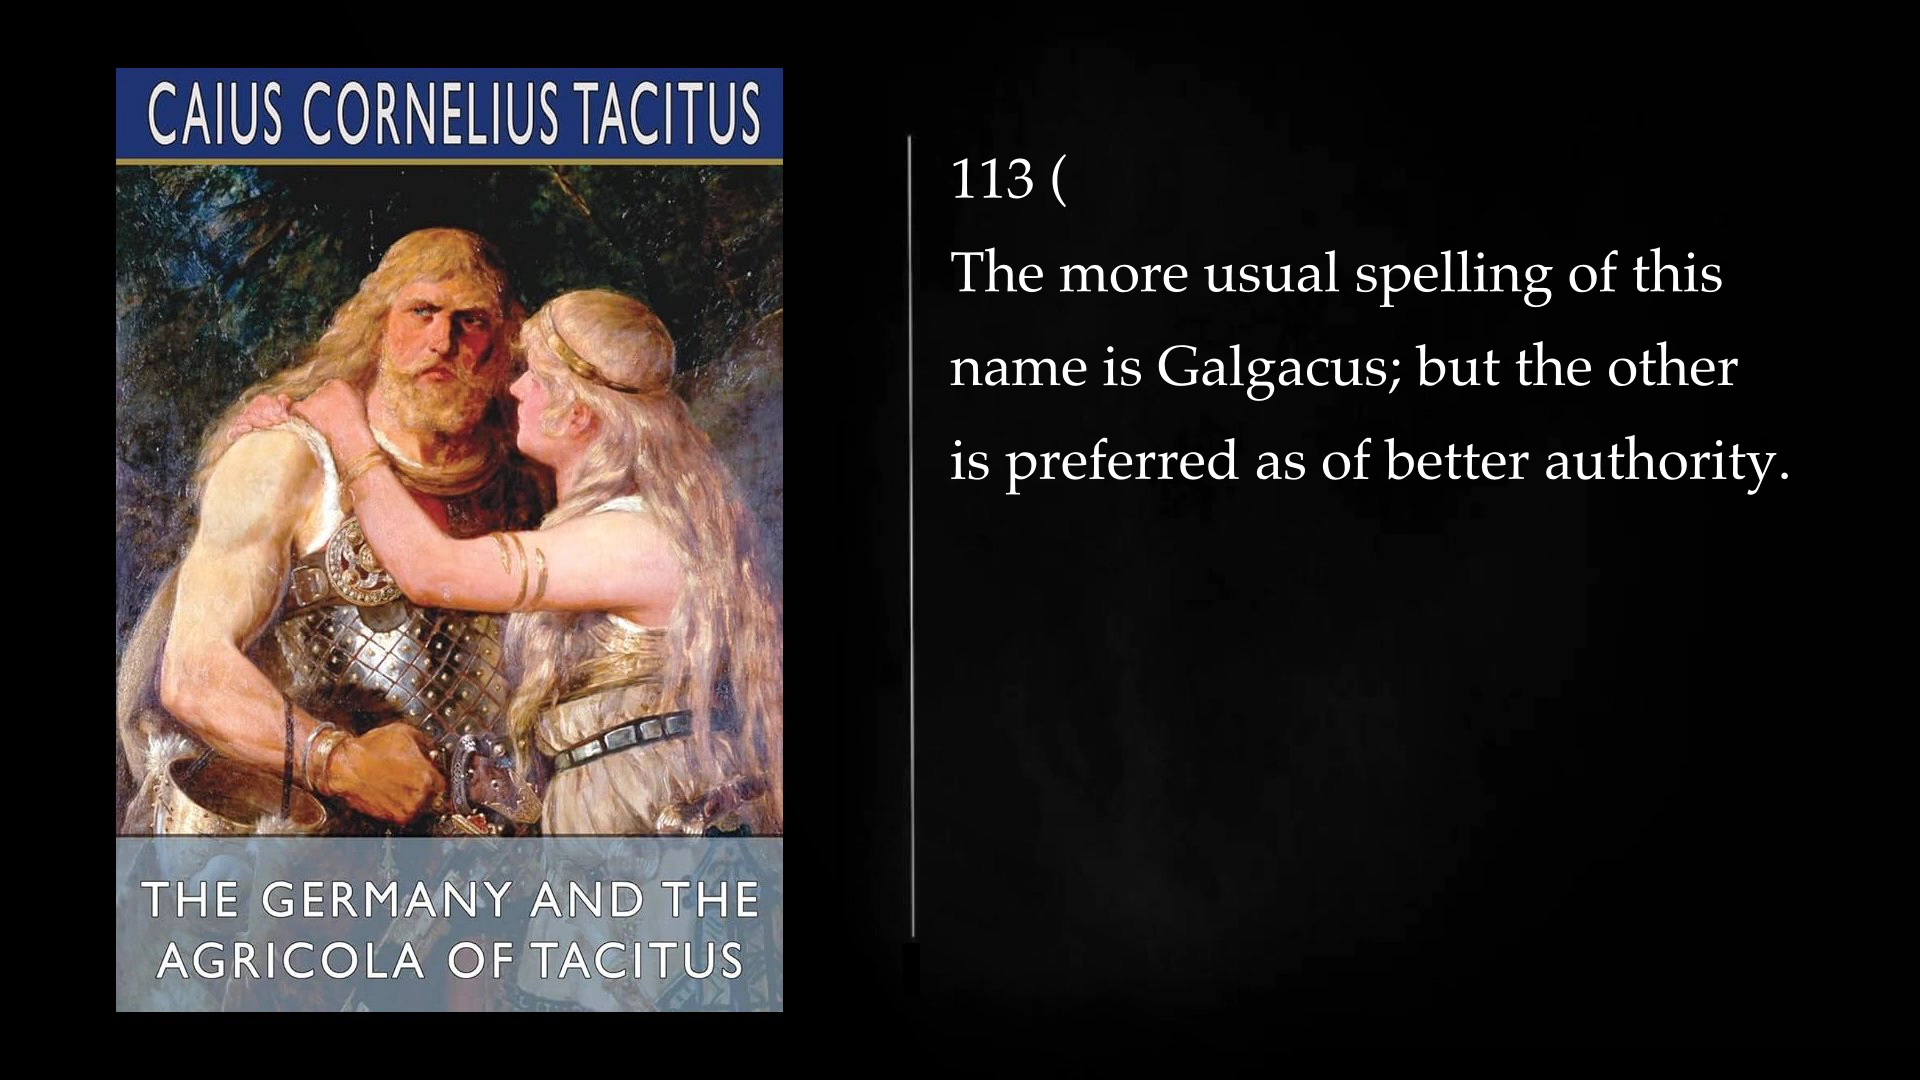 CAIUS CORNELIUS TACITUS
THE GERMANY AND THE
AGRICOLA OF TACITUS
113 (
The more usual spelling of this
name is Galgacus; but the other
is preferred as of better authority.